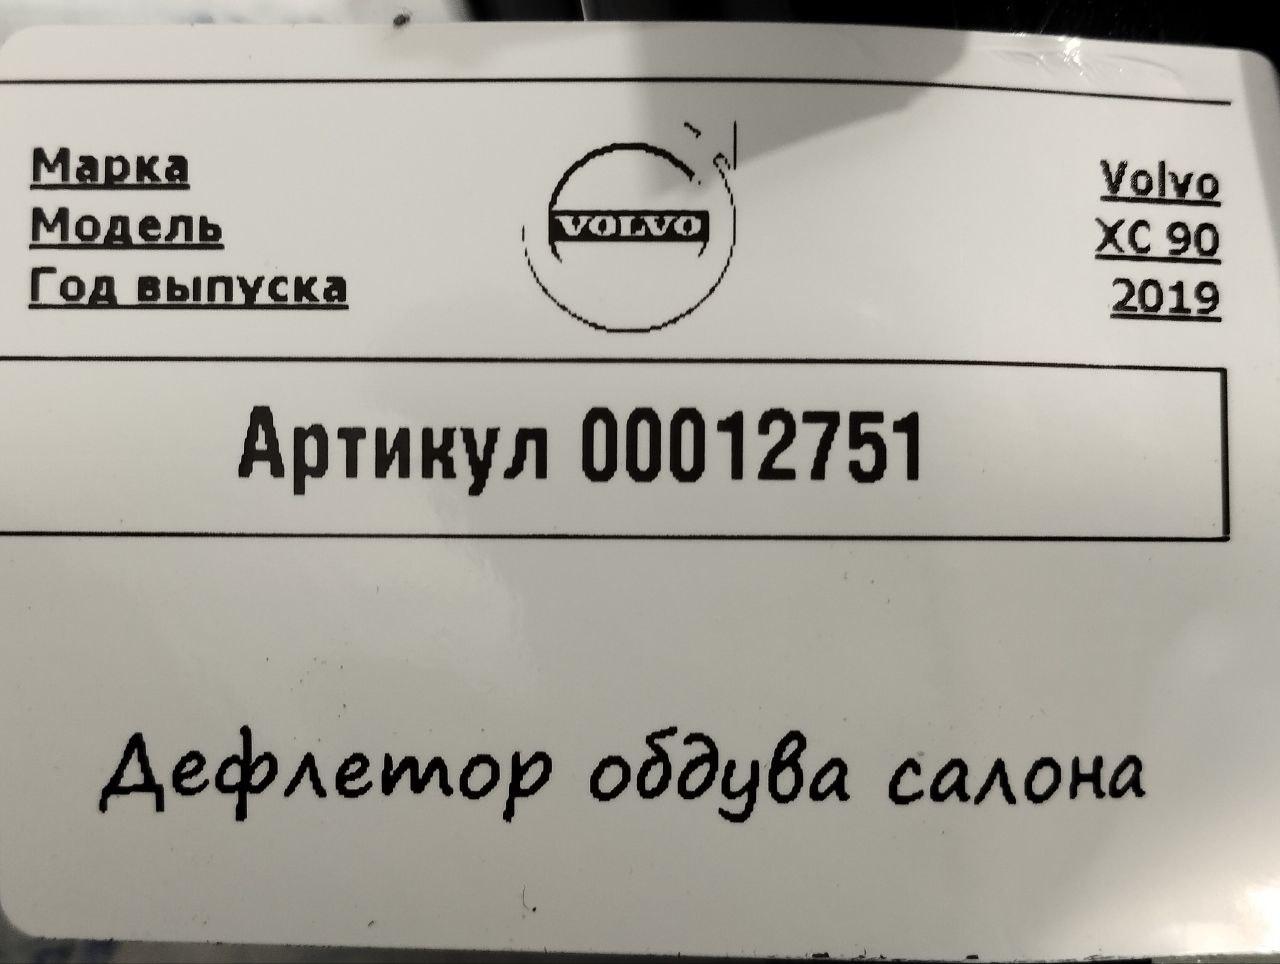 Марка
Модель
Год выпуска
VOLVO
Volvo
XC 90
2019
Артикул 00012751
Дефлетор обдува салона